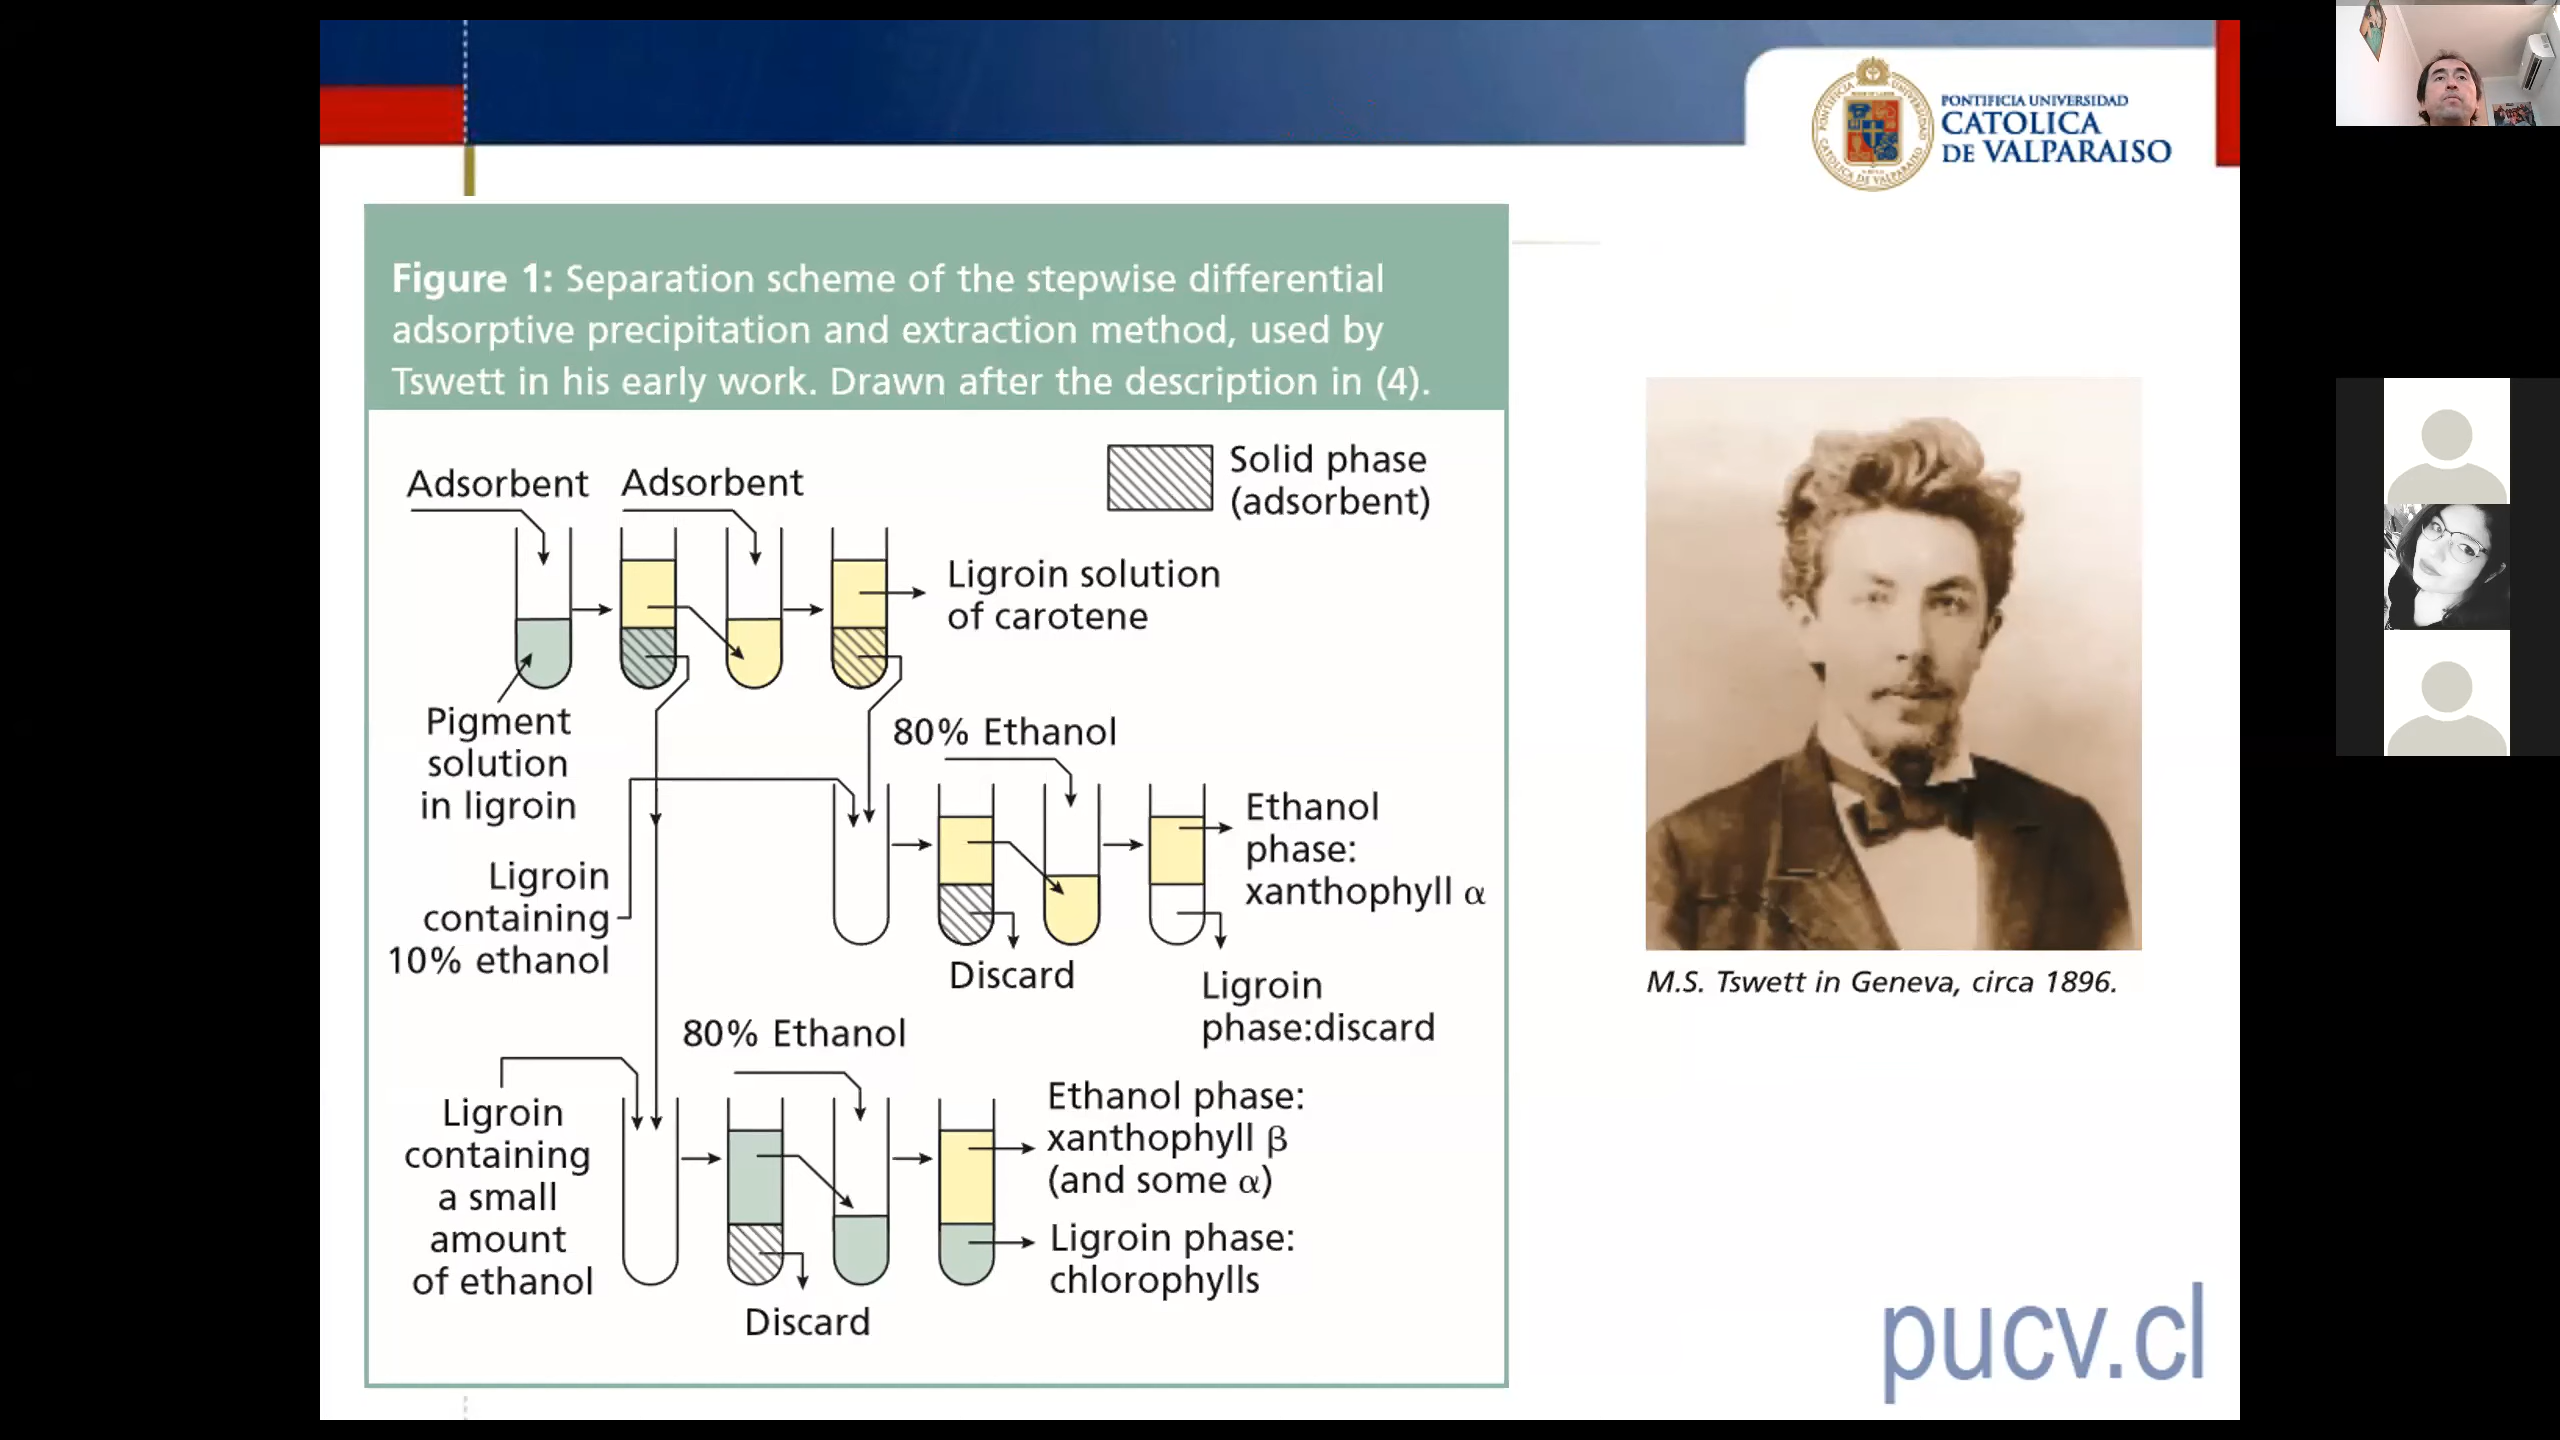 PONTIFICIA UNIVERSIDAD
CATOLICA
DE VALPARAISO
Figure 1: Separation scheme of the stepwise differential
adsorptive precipitation and extraction method, used by
Tswett in his early work. Drawn after the description in (4).
Adsorbent
Adsorbent
Solid phase
(adsorbent)
Ligroin solution
of carotene
Pigment
solution
in ligroin
80% Ethanol
Ethanol
phase:
xanthophyll α
Ligroin
containing
10% ethanol
Discard
Ligroin
phase:discard
80% Ethanol
Ligroin
containing
a small
amount
of ethanol
Ethanol phase:
xanthophyll β
(and some α)
Ligroin phase:
chlorophylls
Discard
M.S. Tswett in Geneva, circa 1896.
pucv.cl